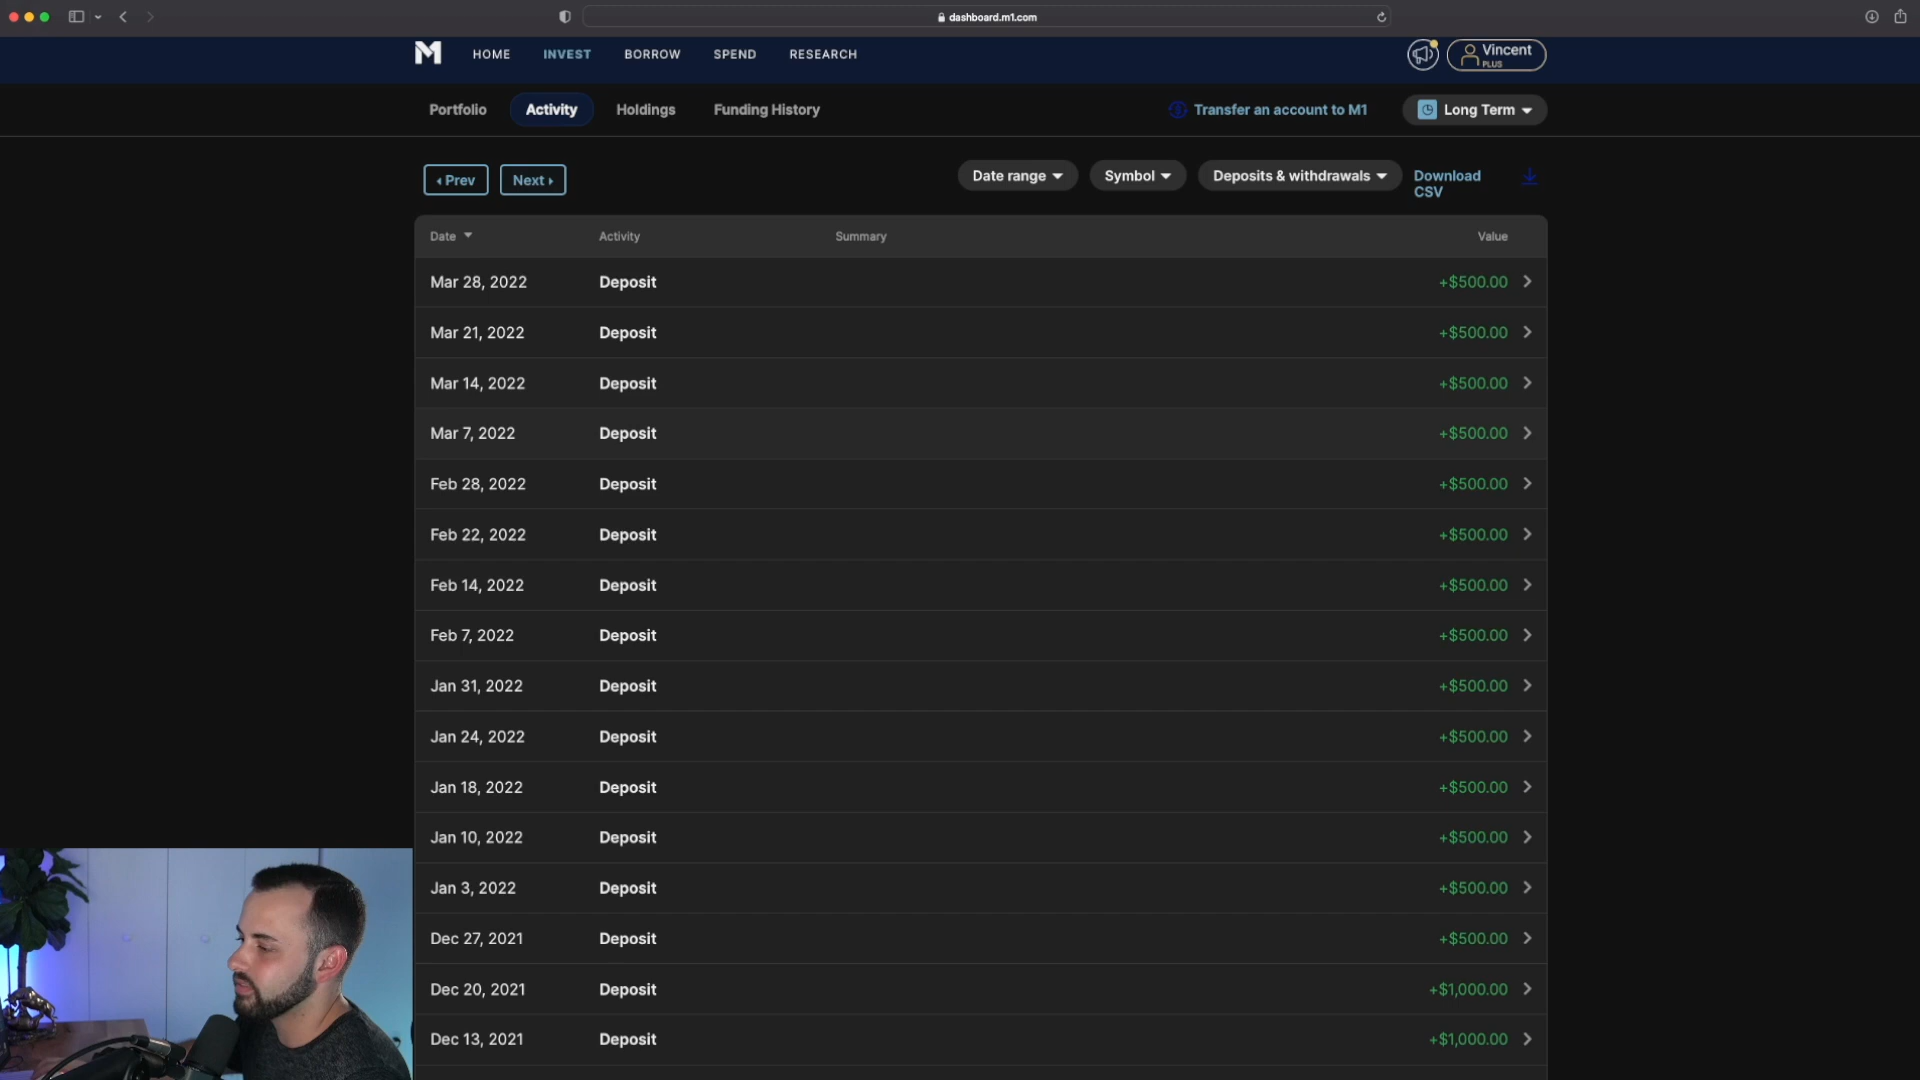 dashboard.m1.com
HOME INVEST BORROW SPEND RESEARCH
Vincent
PLUS
Portfolio Activity Holdings Funding History Transfer an account to M1 Long Term
Prev Next Date range Symbol Deposits & withdrawals Download
CSV
Date Activity Summary Value
Mar 28, 2022 Deposit +$500.00
Mar 21, 2022 Deposit +$500.00
Mar 14, 2022 Deposit +$500.00
Mar 7, 2022 Deposit +$500.00
Feb 28, 2022 Deposit +$500.00
Feb 22, 2022 Deposit +$500.00
Feb 14, 2022 Deposit +$500.00
Feb 7, 2022 Deposit +$500.00
Jan 31, 2022 Deposit +$500.00
Jan 24, 2022 Deposit +$500.00
Jan 18, 2022 Deposit +$500.00
Jan 10, 2022 Deposit +$500.00
Jan 3, 2022 Deposit +$500.00
Dec 27, 2021 Deposit +$500.00
Dec 20, 2021 Deposit +$1,000.00
Dec 13, 2021 Deposit +$1,000.00